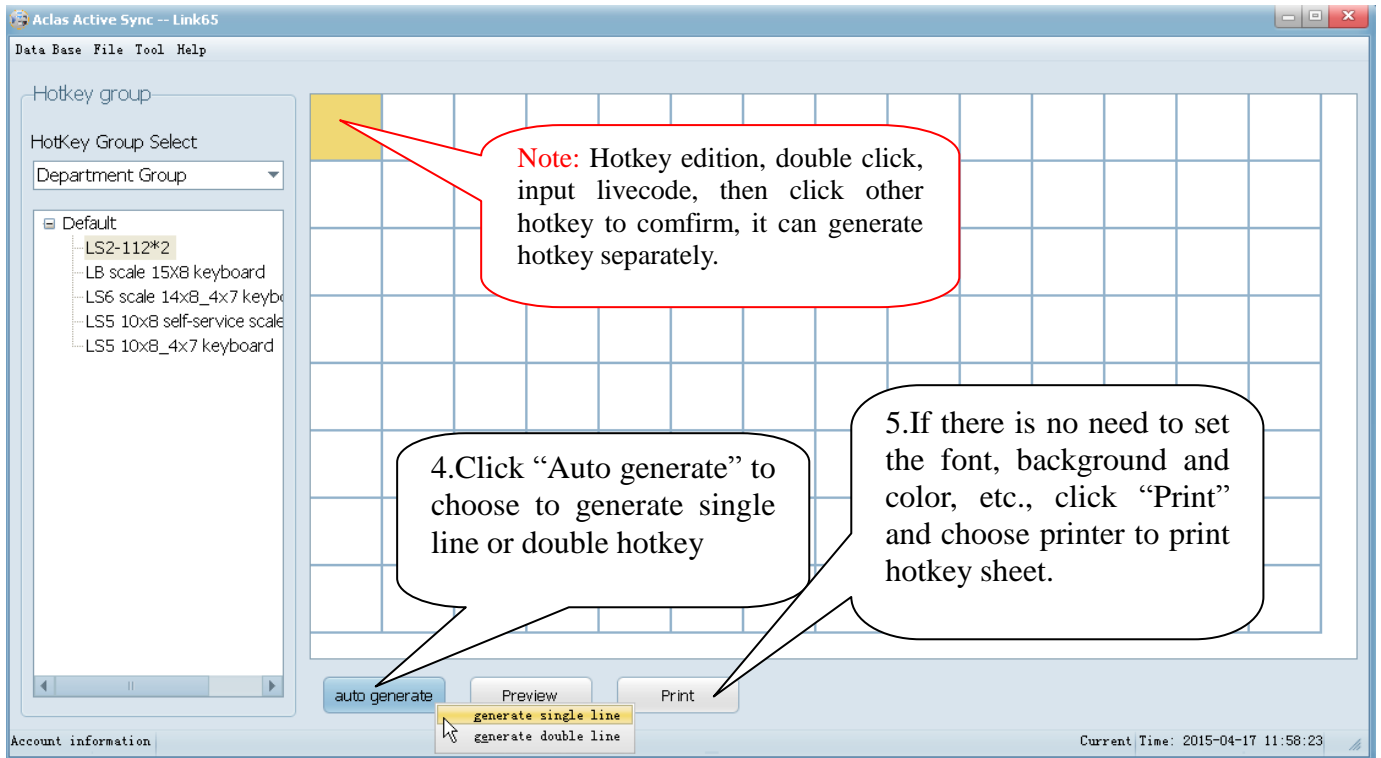 Aclas Active Sync -- Link65
Data Base File Tool Help
Hotkey group
HotKey Group Select
Department Group
Default
LS2-112*2
LB scale 15X8 keyboard
LS6 scale 14x8_4x7 keyb
LS5 10x8 self-service scale
LS5 10x8_4x7 keyboard
Note: Hotkey edition, double click,
input livecode, then click other
hotkey to comfirm, it can generate
hotkey separately.
4.Click “Auto generate” to
choose to generate single
line or double hotkey
5.If there is no need to set
the font, background and
color, etc., click “Print”
and choose printer to print
hotkey sheet.
auto generate
Preview
Print
generate single line
generate double line
Account information
Current Time: 2015-04-17 11:58:23